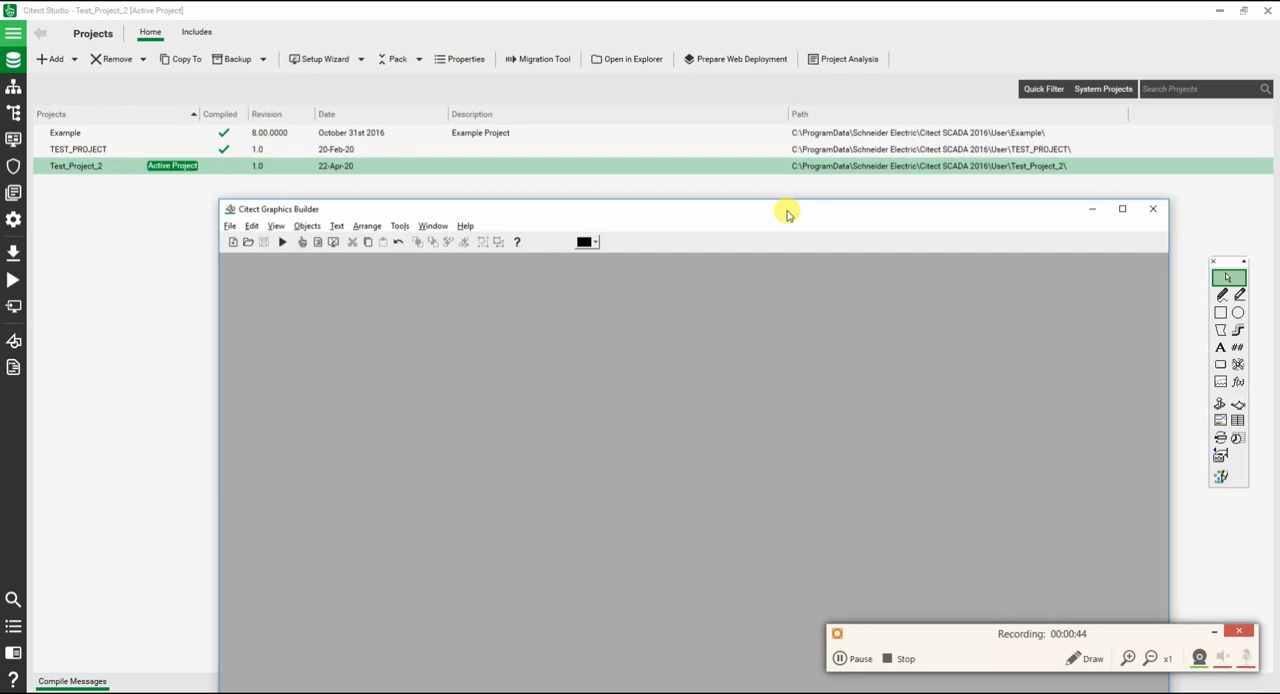 Citect Studio - Test_Project_2 [Active Project]
Projects Home Includes
Add Remove Copy To Backup Setup Wizard Pack Properties Migration Tool Open in Explorer Prepare Web Deployment Project Analysis
Quick Filter System Projects Search Projects
Projects Compiled Revision Date Description Path
Example 8.00.0000 October 31st 2016 Example Project C:\ProgramData\Schneider Electric\Citect SCADA 2016\User\Example\
TEST_PROJECT 1.0 20-Feb-20 C:\ProgramData\Schneider Electric\Citect SCADA 2016\User\TEST_PROJECT\
Test_Project_2 Active Project 1.0 22-Apr-20 C:\ProgramData\Schneider Electric\Citect SCADA 2016\User\Test_Project_2\
Citect Graphics Builder
File Edit View Objects Text Arrange Tools Window Help
?
A ##
f(x)
Recording: 00:00:44
Pause Stop Draw x1
?
Compile Messages